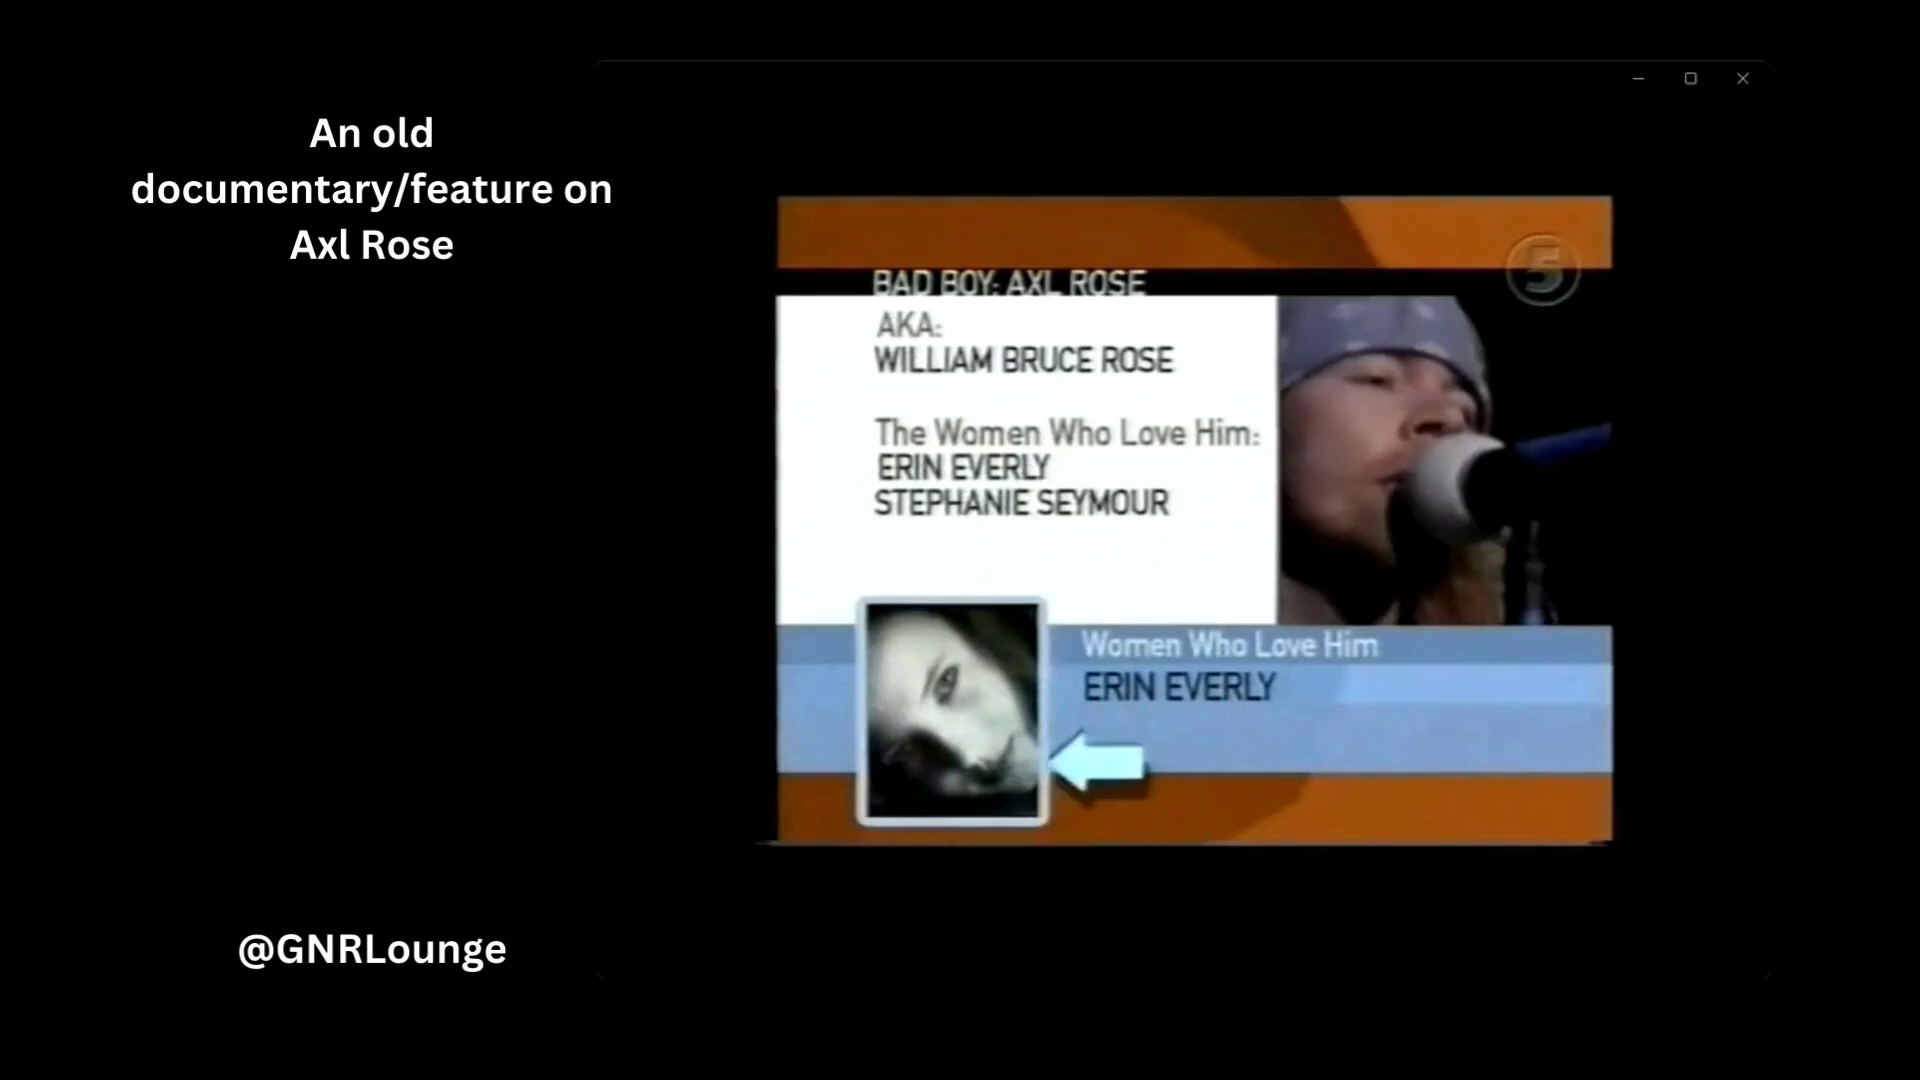 An old
documentary/feature on
Axl Rose
5
BAD BOY: AXL ROSE
AKA:
WILLIAM BRUCE ROSE
The Women Who Love Him:
ERIN EVERLY
STEPHANIE SEYMOUR
Women Who Love Him
ERIN EVERLY
@GNRLounge